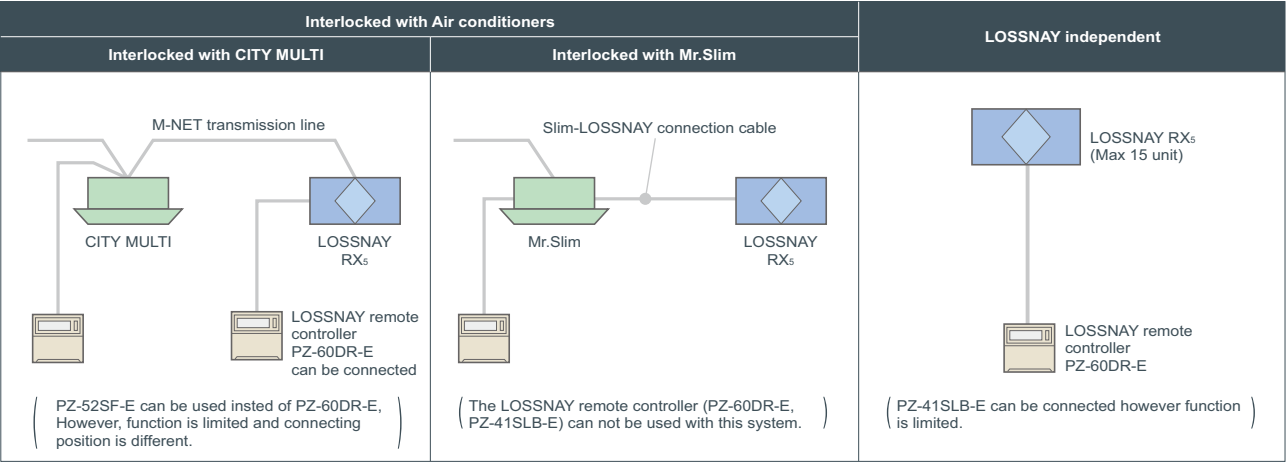 Interlocked with Air conditioners
Interlocked with CITY MULTI
Interlocked with Mr.Slim
LOSSNAY independent
M-NET transmission line
CITY MULTI
LOSSNAY
RX5
LOSSNAY remote
controller
PZ-60DR-E
can be connected
PZ-52SF-E can be used insted of PZ-60DR-E,
However, function is limited and connecting
position is different.
Slim-LOSSNAY connection cable
Mr.Slim
LOSSNAY
RX5
The LOSSNAY remote controller (PZ-60DR-E,
PZ-41SLB-E) can not be used with this system.
LOSSNAY RX5
(Max 15 unit)
LOSSNAY remote
controller
PZ-60DR-E
PZ-41SLB-E can be connected however function
is limited.